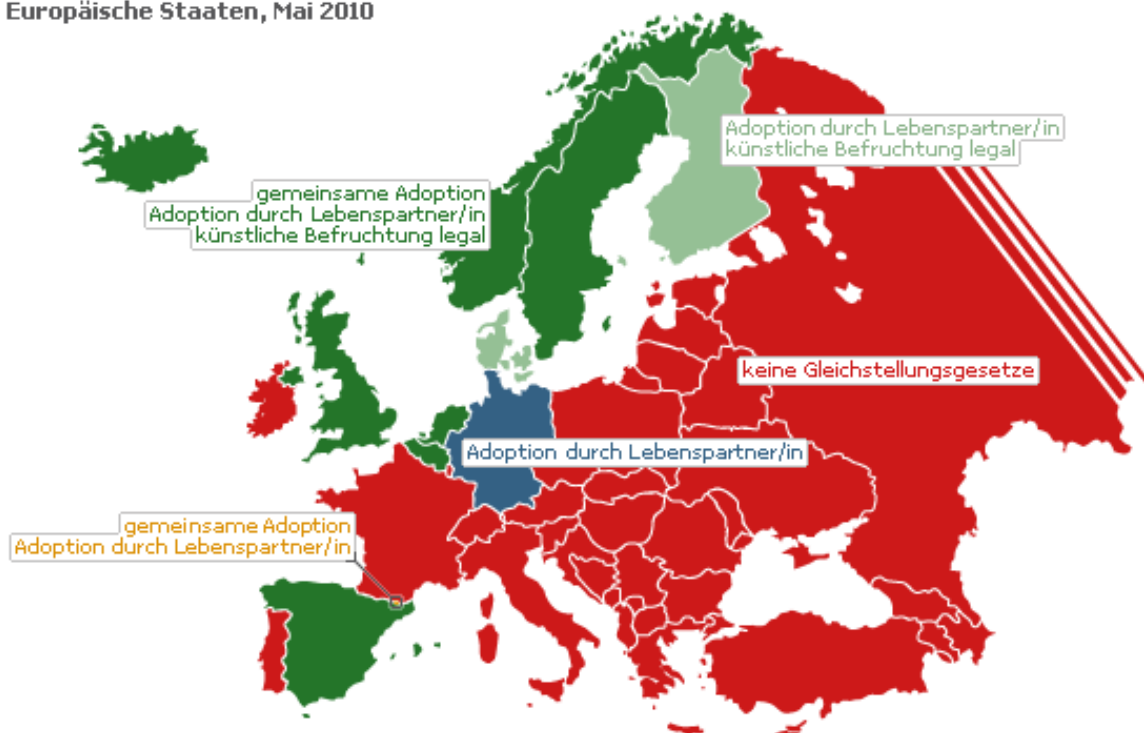 Europäische Staaten, Mai 2010
Adoption durch Lebenspartner/in
künstliche Befruchtung legal
gemeinsame Adoption
Adoption durch Lebenspartner/in
künstliche Befruchtung legal
keine Gleichstellungsgesetze
Adoption durch Lebenspartner/in
gemeinsame Adoption
Adoption durch Lebenspartner/in